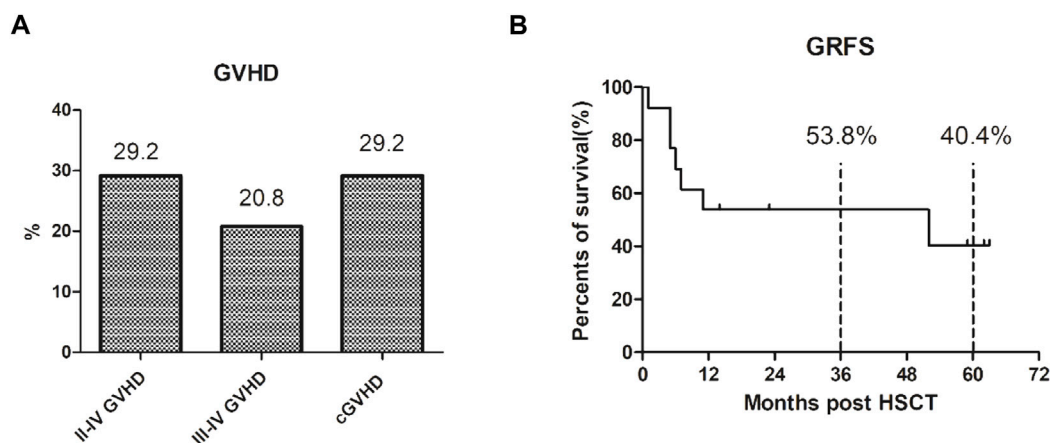 A
GVHD
40
30
20
10
0
%
29.2
20.8
29.2
II-IV GVHD
III-IV GVHD
cGVHD
B
GRFS
100
80
60
40
20
0
Percents of survival(%)
53.8%
40.4%
0 12 24 36 48 60 72
Months post HSCT